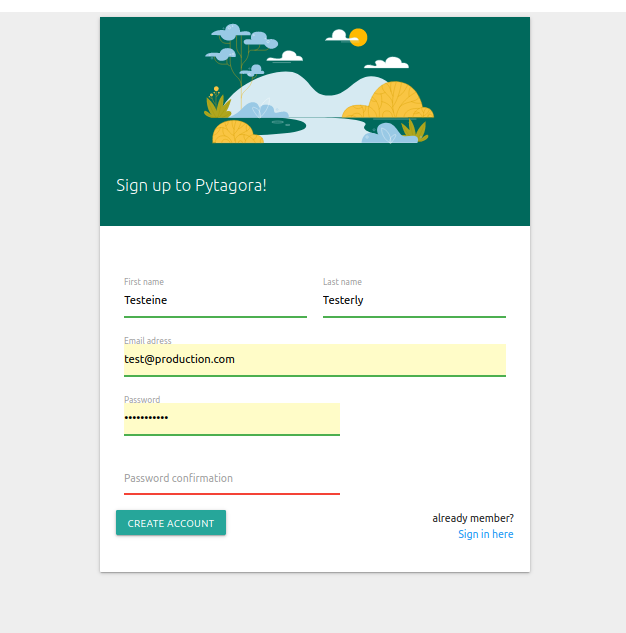 Sign up to Pytagora!
First name
Last name
Testeine
Testerly
Email adress
test@production.com
Password
•••••••••••
Password confirmation
CREATE ACCOUNT
already member?
Sign in here